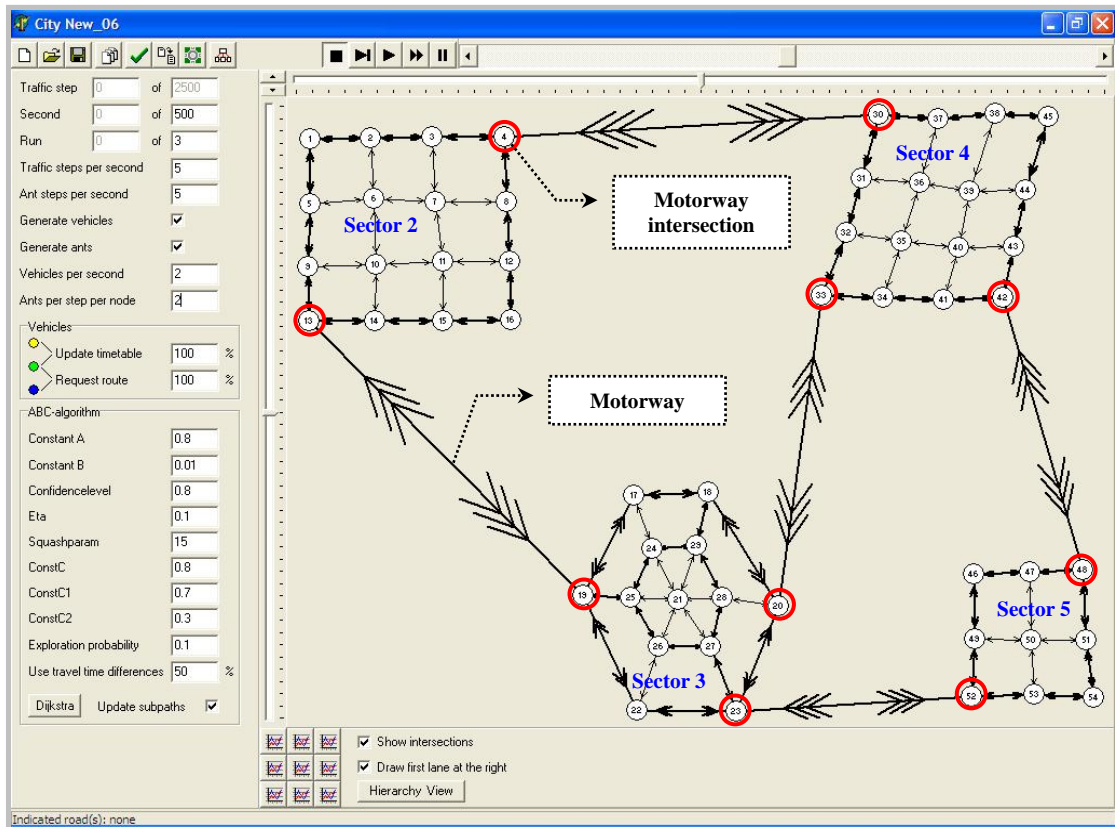 City New_06
Traffic step 0 of 2500
Second 0 of 500
Run 0 of 3
Traffic steps per second 5
Ant steps per second 5
Generate vehicles
Generate ants
Vehicles per second 2
Ants per step per node 2
Vehicles
Update timetable 100 %
Request route 100 %
ABC-algorithm
Constant A 0.8
Constant B 0.01
Confidencelevel 0.8
Eta 0.1
Squashparam 15
ConstC 0.8
ConstC1 0.7
ConstC2 0.3
Exploration probability 0.1
Use travel time differences 50 %
Dijkstra Update subpaths
1 2 3 4
5 6 7 8
Sector 2
9 10 11 12
13 14 15 16
Motorway
intersection
30 37 38 45
Sector 4
31 36 39 44
32 35 40 43
33 34 41 42
Motorway
17 18
24 29
19 25 21 28 20
26 27
Sector 3
22 23
46 47 48
Sector 5
49 50 51
52 53 54
Show intersections
Draw first lane at the right
Hierarchy View
Indicated road(s): none